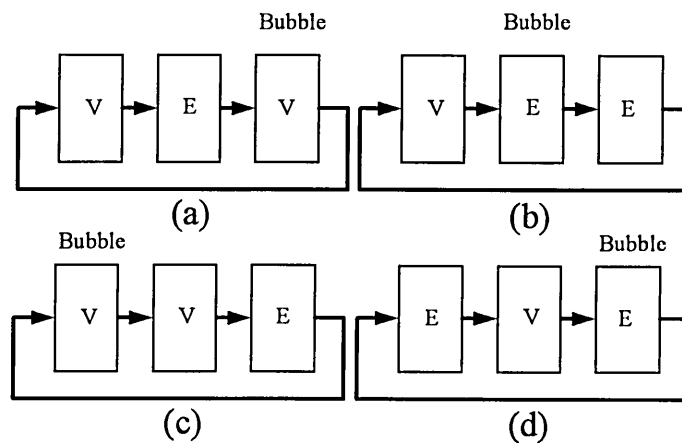 Bubble Bubble
V E V V E E
(a) (b)
Bubble Bubble
V V E E V E
(c) (d)